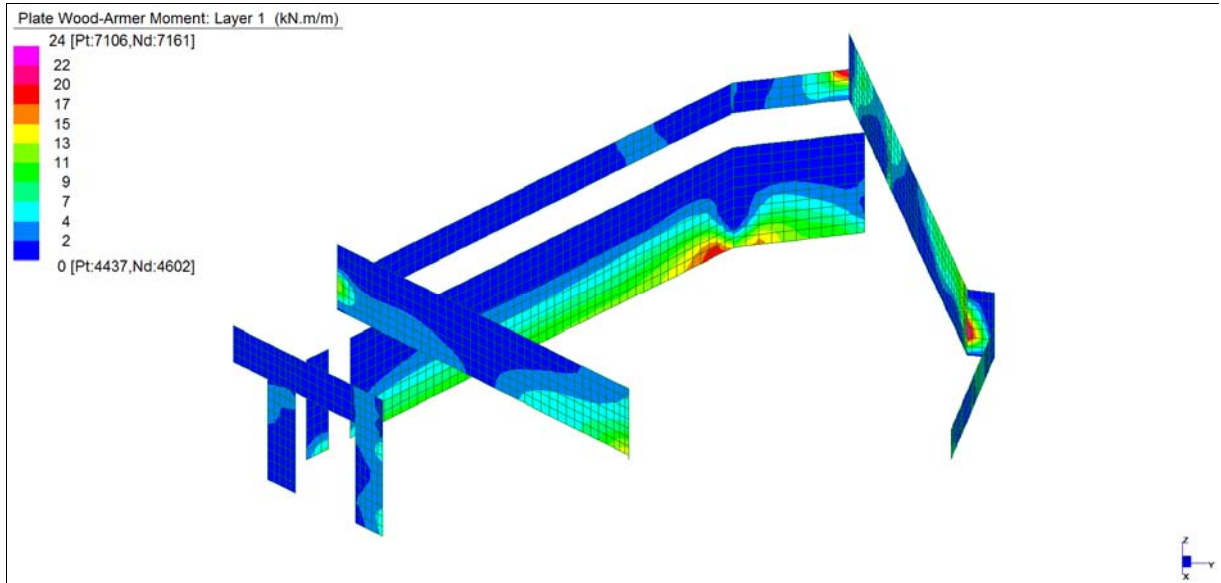 Plate Wood-Armer Moment: Layer 1 (kN.m/m)
24 [Pt:7106,Nd:7161]
22
20
17
15
13
11
9
7
4
2
0 [Pt:4437,Nd:4602]
Z
Y
X